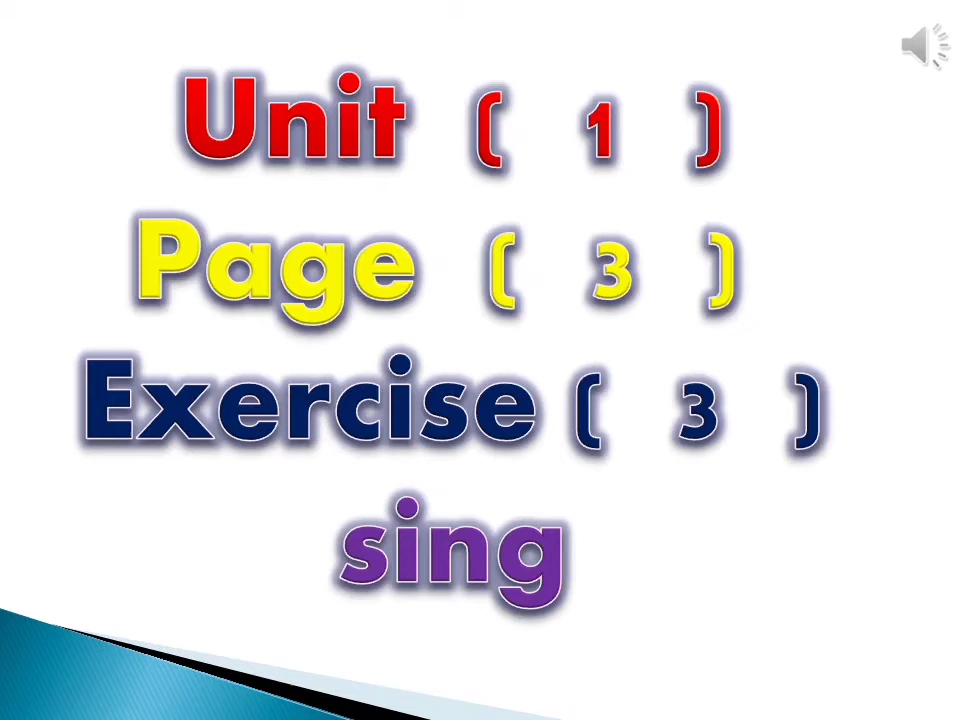 Unit ( 1 )
Page ( 3 )
Exercise ( 3 )
sing